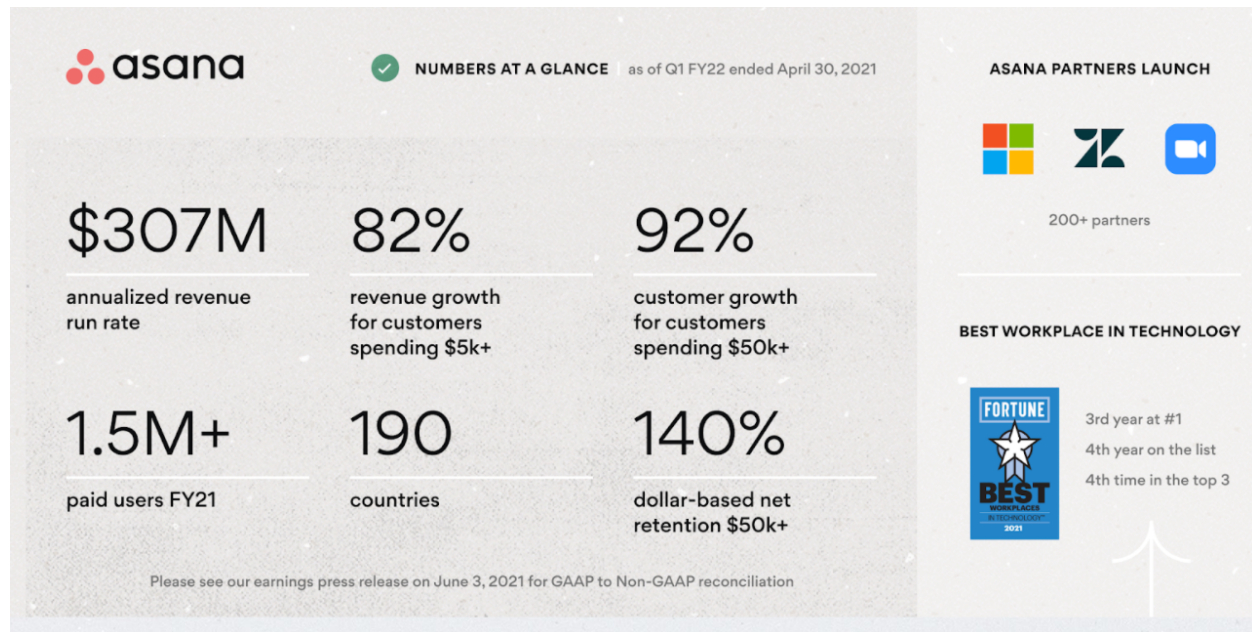 asana
NUMBERS AT A GLANCE | as of Q1 FY22 ended April 30, 2021
$307M
annualized revenue
run rate
82%
revenue growth
for customers
spending $5k+
92%
customer growth
for customers
spending $50k+
1.5M+
paid users FY21
190
countries
140%
dollar-based net
retention $50k+
Please see our earnings press release on June 3, 2021 for GAAP to Non-GAAP reconciliation
ASANA PARTNERS LAUNCH
200+ partners
BEST WORKPLACE IN TECHNOLOGY
FORTUNE
BEST
WORKPLACES
IN TECHNOLOGY™
2021
3rd year at #1
4th year on the list
4th time in the top 3